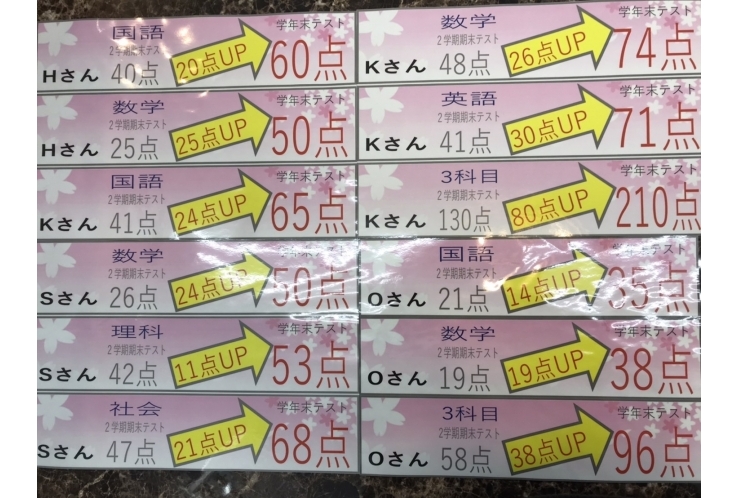 国語
2学期期末テスト
Hさん 40点
20点UP
学年末テスト
60点
数学
2学期期末テスト
Hさん 25点
25点UP
学年末テスト
50点
国語
2学期期末テスト
Kさん 41点
24点UP
学年末テスト
65点
数学
2学期期末テスト
Sさん 26点
24点UP
学年末テスト
50点
理科
2学期期末テスト
Sさん 42点
11点UP
学年末テスト
53点
社会
2学期期末テスト
Sさん 47点
21点UP
学年末テスト
68点
数学
2学期期末テスト
Kさん 48点
26点UP
学年末テスト
74点
英語
2学期期末テスト
Kさん 41点
30点UP
学年末テスト
71点
3科目
2学期期末テスト
Kさん 130点
80点UP
学年末テスト
210点
国語
2学期期末テスト
Oさん 21点
14点UP
学年末テスト
35点
数学
2学期期末テスト
Oさん 19点
19点UP
学年末テスト
38点
3科目
2学期期末テスト
Oさん 58点
38点UP
学年末テスト
96点